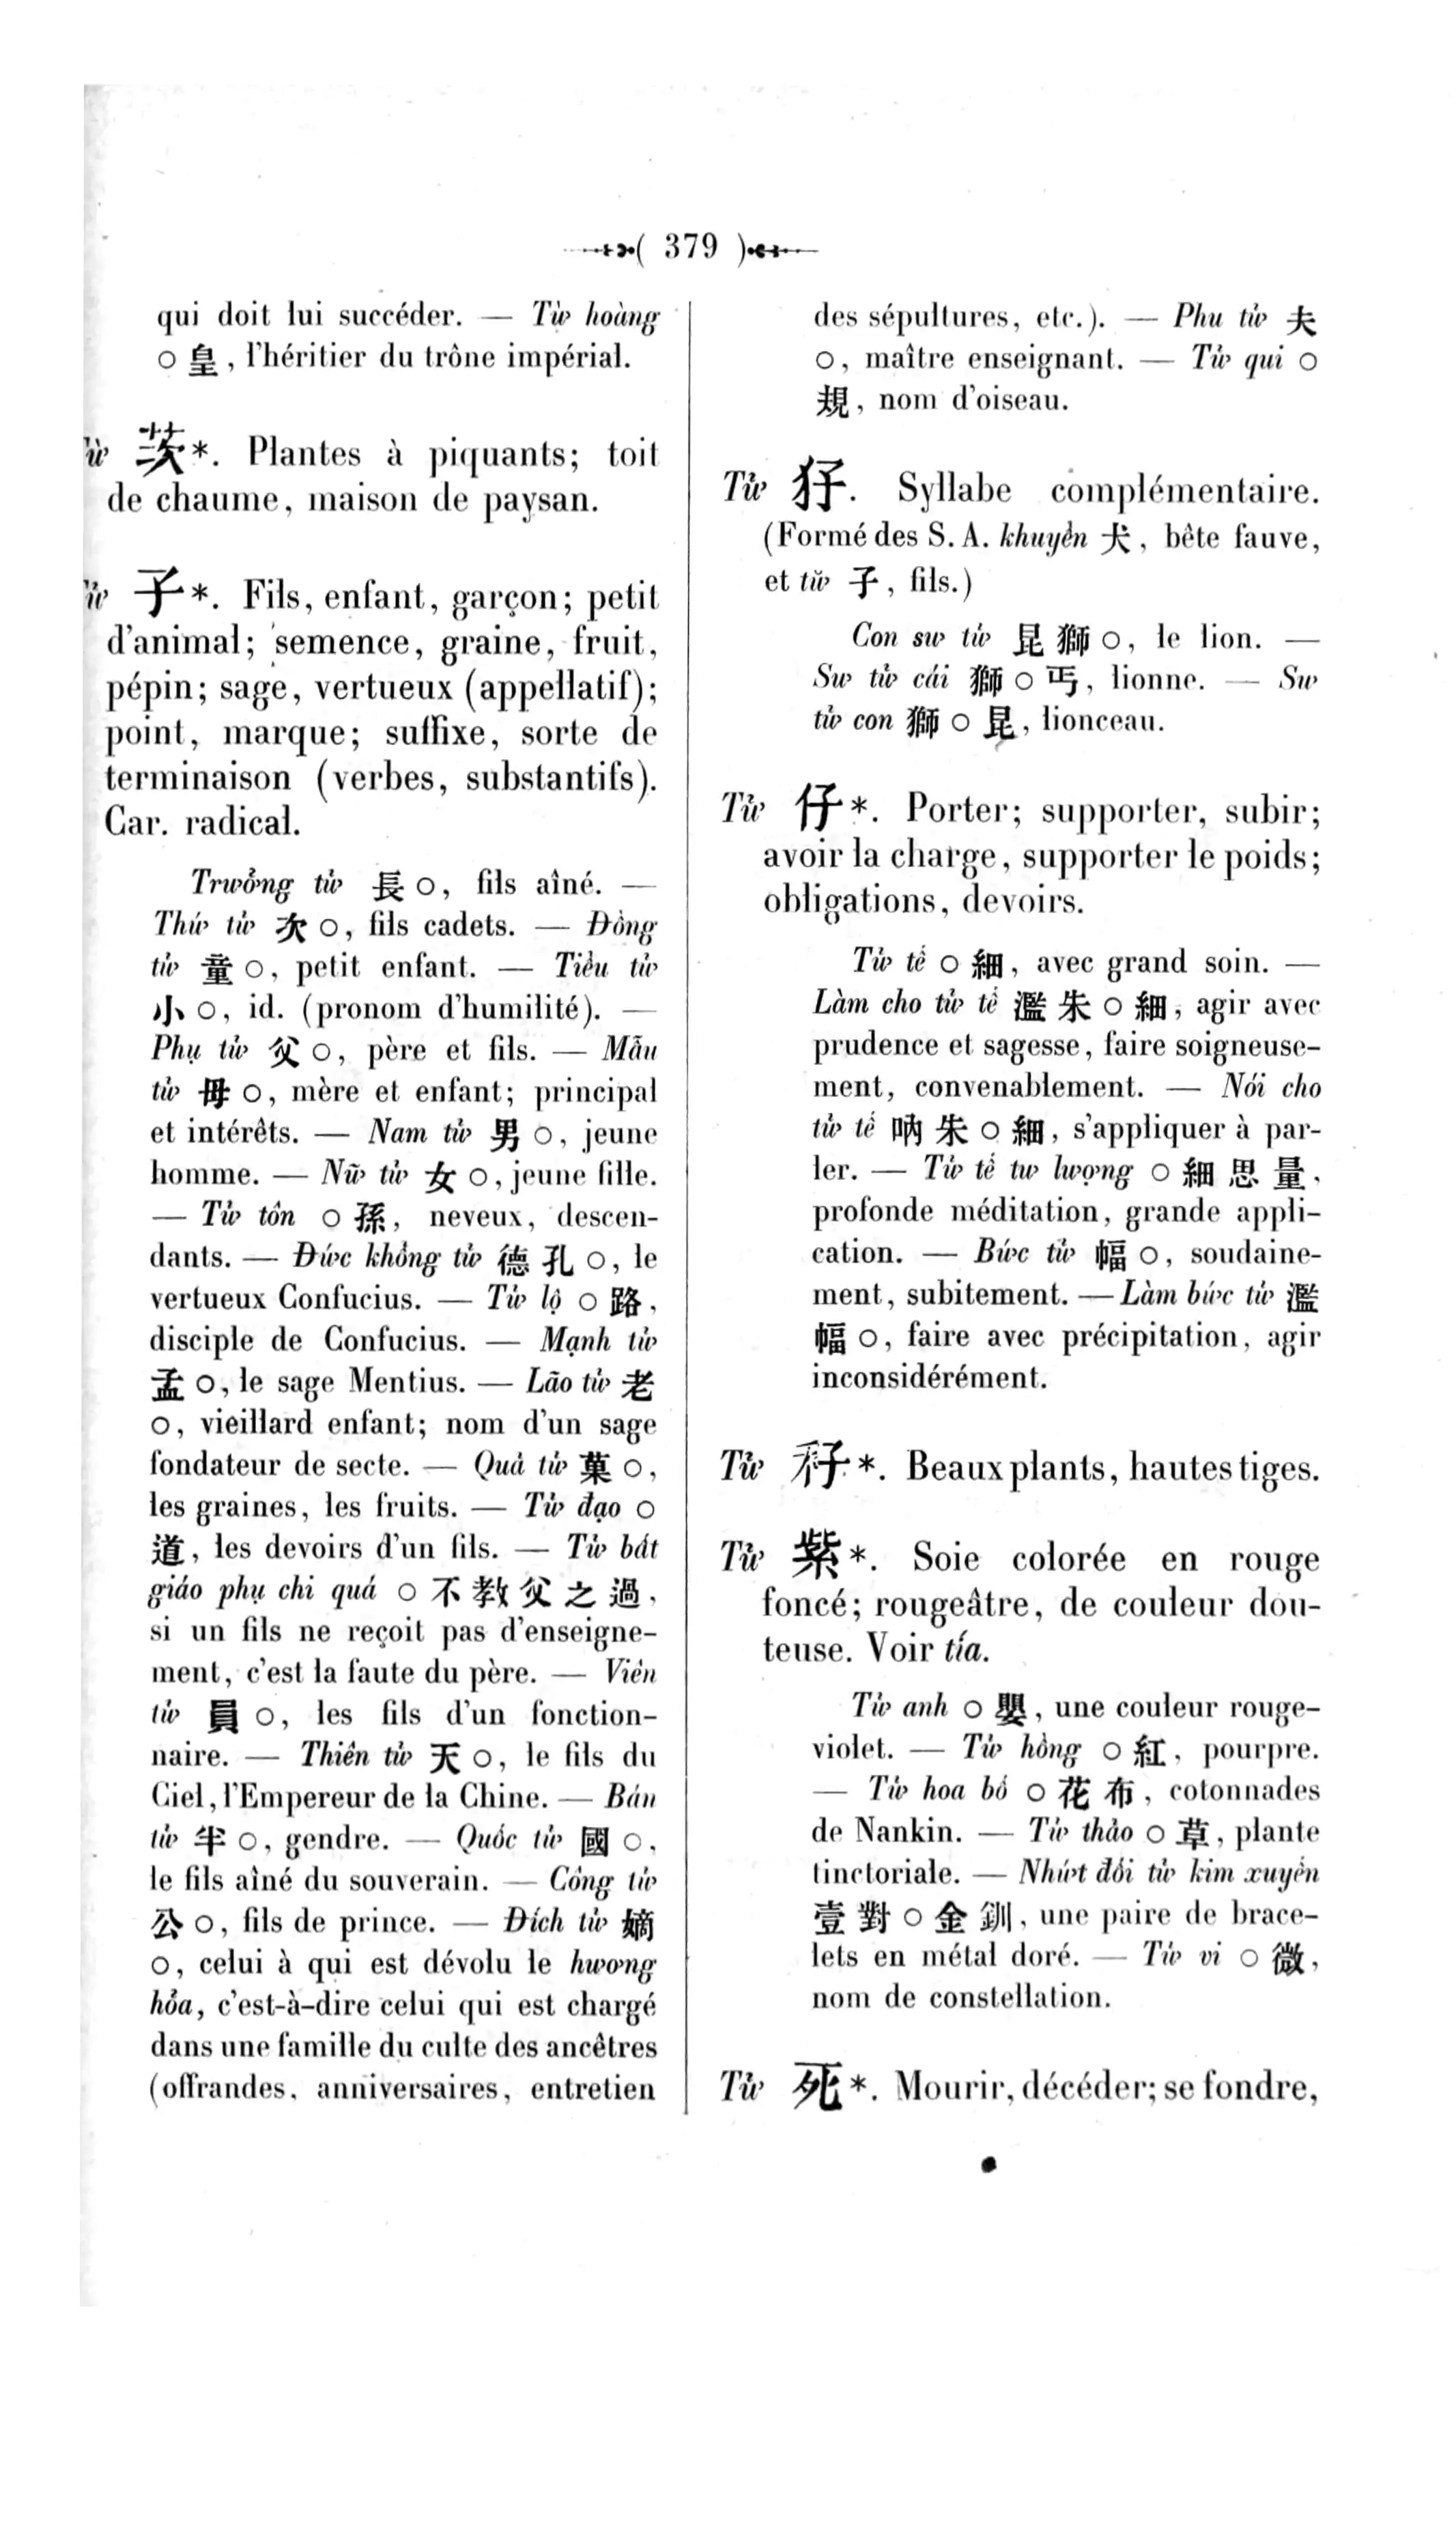 ( 379 )
qui doit lui succéder. — Từ hoàng
○ 皇, l'héritier du trône impérial.
Từ 茨*. Plantes à piquants; toit
de chaume, maison de paysan.
Tử 子*. Fils, enfant, garçon; petit
d'animal; semence, graine, fruit,
pépin; sage, vertueux (appellatif);
point, marque; suffixe, sorte de
terminaison (verbes, substantifs).
Car. radical.
Trưởng tử 長 ○, fils aîné. —
Thứ tử 次 ○, fils cadets. — Đồng
tử 童 ○, petit enfant. — Tiểu tử
小 ○, id. (pronom d'humilité). —
Phụ tử 父 ○, père et fils. — Mẫu
tử 母 ○, mère et enfant; principal
et intérêts. — Nam tử 男 ○, jeune
homme. — Nữ tử 女 ○, jeune fille.
— Tử tôn ○ 孫, neveux, descen-
dants. — Đức khổng tử 德 孔 ○, le
vertueux Confucius. — Tử lộ ○ 路,
disciple de Confucius. — Mạnh tử
孟 ○, le sage Mentius. — Lão tử 老
○, vieillard enfant; nom d'un sage
fondateur de secte. — Quả tử 菓 ○,
les graines, les fruits. — Tử đạo ○
道, les devoirs d'un fils. — Tử bất
giáo phụ chi quá ○ 不 教 父 之 過,
si un fils ne reçoit pas d'enseigne-
ment, c'est la faute du père. — Viên
tử 員 ○, les fils d'un fonction-
naire. — Thiên tử 天 ○, le fils du
Ciel, l'Empereur de la Chine. — Bán
tử 半 ○, gendre. — Quốc tử 國 ○,
le fils aîné du souverain. — Công tử
公 ○, fils de prince. — Đích tử 嫡
○, celui à qui est dévolu le hương
hỏa, c'est-à-dire celui qui est chargé
dans une famille du culte des ancêtres
(offrandes, anniversaires, entretien
des sépultures, etc.). — Phu tử 夫
○, maître enseignant. — Tử qui ○
規, nom d'oiseau.
Tử 犲. Syllabe complémentaire.
(Formé des S. A. khuyển 犬, bête fauve,
et tử 子, fils.)
Con sư tử 昆 獅 ○, le lion. —
Sư tử cái 獅 ○ 丐, lionne. — Sư
tử con 獅 ○ 昆, lionceau.
Tử 仔*. Porter; supporter, subir;
avoir la charge, supporter le poids;
obligations, devoirs.
Tử tế ○ 細, avec grand soin. —
Làm cho tử tế 濫 朱 ○ 細, agir avec
prudence et sagesse, faire soigneuse-
ment, convenablement. — Nói cho
tử tế 吶 朱 ○ 細, s'appliquer à par-
ler. — Tử tế tư lượng ○ 細 思 量,
profonde méditation, grande appli-
cation. — Bức tử 幅 ○, soudaine-
ment, subitement. — Làm bức tử 濫
幅 ○, faire avec précipitation, agir
inconsidérément.
Tử 秄*. Beaux plants, hautes tiges.
Tử 紫*. Soie colorée en rouge
foncé; rougeâtre, de couleur dou-
teuse. Voir tía.
Tử anh ○ 嬰, une couleur rouge-
violet. — Tử hồng ○ 紅, pourpre.
— Tử hoa bố ○ 花 布, cotonnades
de Nankin. — Tử thảo ○ 草, plante
tinctoriale. — Nhứt đối tử kim xuyến
壹 對 ○ 金 釧, une paire de brace-
lets en métal doré. — Tử vi ○ 微,
nom de constellation.
Tử 死*. Mourir, décéder; se fondre,